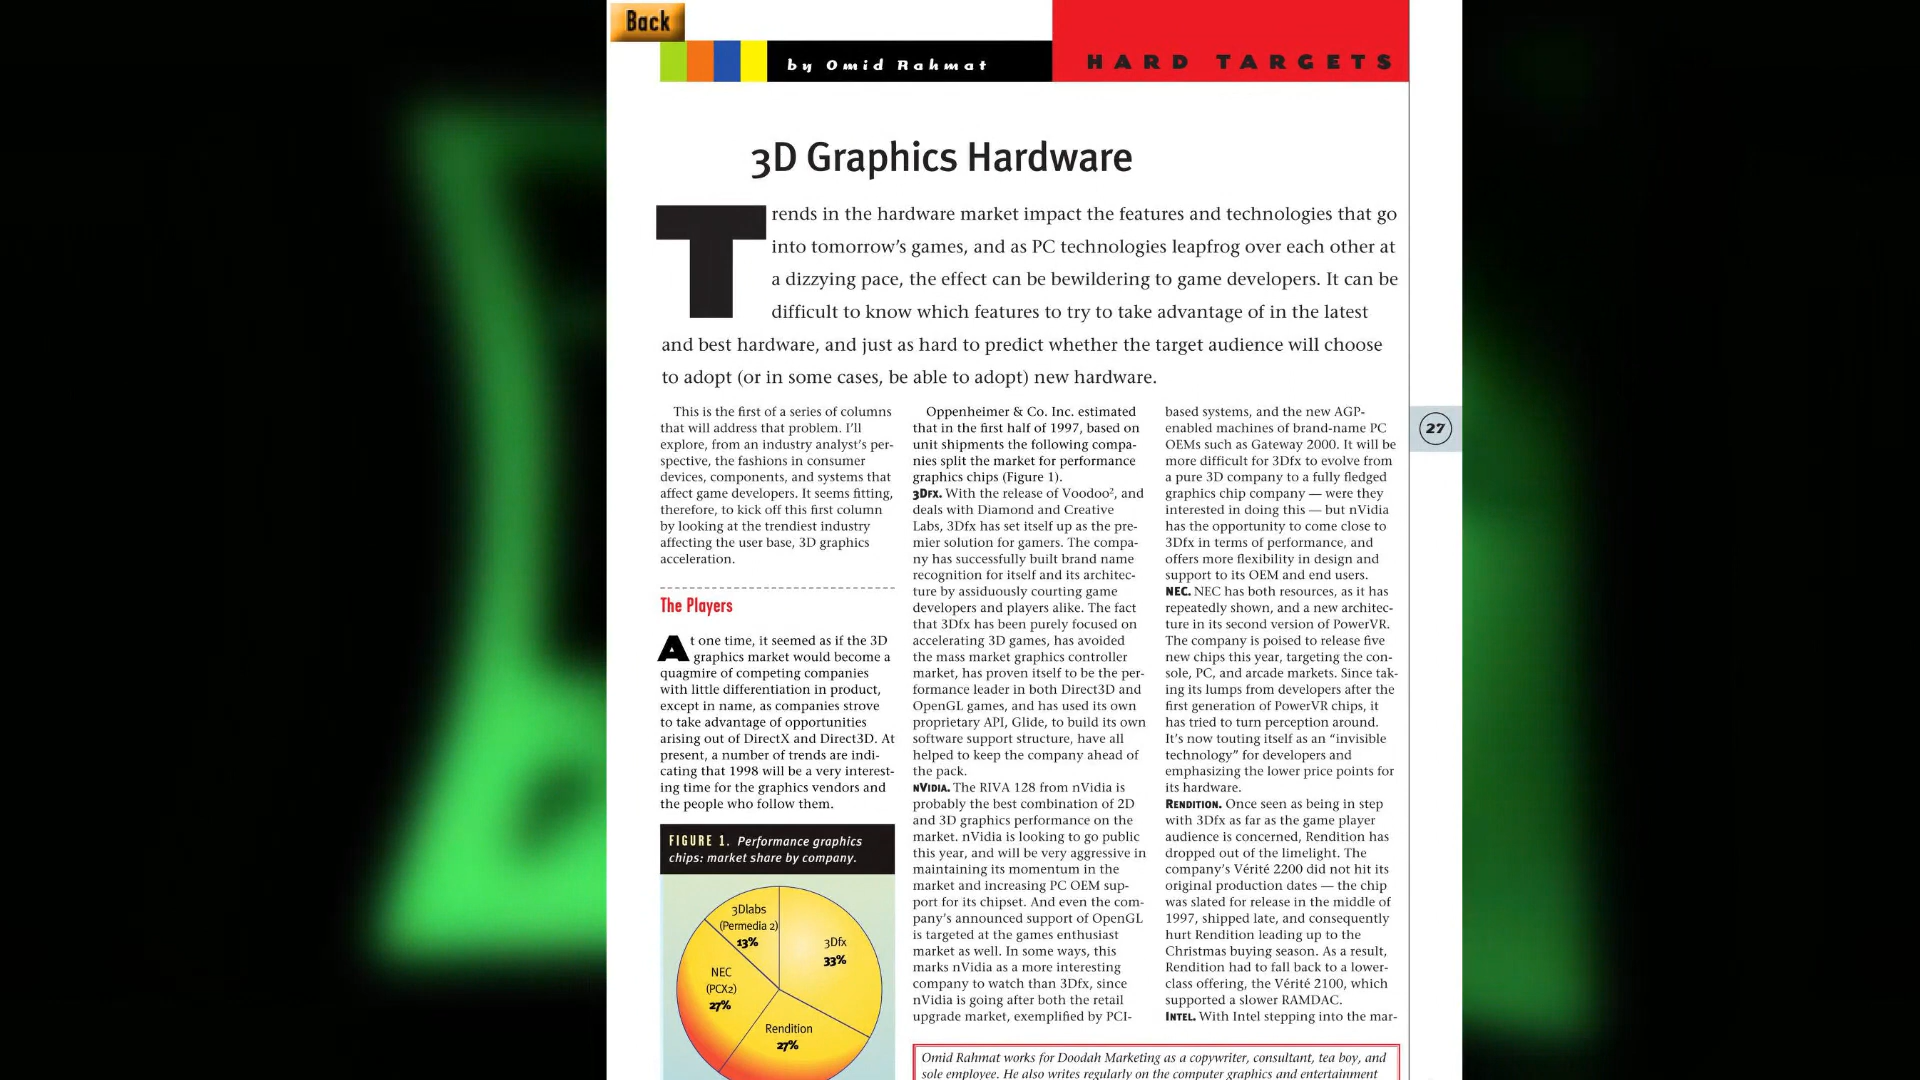 Back
by Omid Rahmat
HARD TARGETS
3D Graphics Hardware
Trends in the hardware market impact the features and technologies that go
into tomorrow's games, and as PC technologies leapfrog over each other at
a dizzying pace, the effect can be bewildering to game developers. It can be
difficult to know which features to try to take advantage of in the latest
and best hardware, and just as hard to predict whether the target audience will choose
to adopt (or in some cases, be able to adopt) new hardware.
This is the first of a series of columns
that will address that problem. I'll
explore, from an industry analyst's per-
spective, the fashions in consumer
devices, components, and systems that
affect game developers. It seems fitting,
therefore, to kick off this first column
by looking at the trendiest industry
affecting the user base, 3D graphics
acceleration.
The Players
At one time, it seemed as if the 3D
graphics market would become a
quagmire of competing companies
with little differentiation in product,
except in name, as companies strove
to take advantage of opportunities
arising out of DirectX and Direct3D. At
present, a number of trends are indi-
cating that 1998 will be a very interest-
ing time for the graphics vendors and
the people who follow them.
FIGURE 1. Performance graphics
chips: market share by company.
3Dlabs
(Permedia 2)
13%
3Dfx
33%
NEC
(PCX2)
27%
Rendition
27%
Oppenheimer & Co. Inc. estimated
that in the first half of 1997, based on
unit shipments the following compa-
nies split the market for performance
graphics chips (Figure 1).
3DFX. With the release of Voodoo², and
deals with Diamond and Creative
Labs, 3Dfx has set itself up as the pre-
mier solution for gamers. The compa-
ny has successfully built brand name
recognition for itself and its architec-
ture by assiduously courting game
developers and players alike. The fact
that 3Dfx has been purely focused on
accelerating 3D games, has avoided
the mass market graphics controller
market, has proven itself to be the per-
formance leader in both Direct3D and
OpenGL games, and has used its own
proprietary API, Glide, to build its own
software support structure, have all
helped to keep the company ahead of
the pack.
NVIDIA. The RIVA 128 from nVidia is
probably the best combination of 2D
and 3D graphics performance on the
market. nVidia is looking to go public
this year, and will be very aggressive in
maintaining its momentum in the
market and increasing PC OEM sup-
port for its chipset. And even the com-
pany's announced support of OpenGL
is targeted at the games enthusiast
market as well. In some ways, this
marks nVidia as a more interesting
company to watch than 3Dfx, since
nVidia is going after both the retail
upgrade market, exemplified by PCI-
based systems, and the new AGP-
enabled machines of brand-name PC
OEMs such as Gateway 2000. It will be
more difficult for 3Dfx to evolve from
a pure 3D company to a fully fledged
graphics chip company — were they
interested in doing this — but nVidia
has the opportunity to come close to
3Dfx in terms of performance, and
offers more flexibility in design and
support to its OEM and end users.
NEC. NEC has both resources, as it has
repeatedly shown, and a new architec-
ture in its second version of PowerVR.
The company is poised to release five
new chips this year, targeting the con-
sole, PC, and arcade markets. Since tak-
ing its lumps from developers after the
first generation of PowerVR chips, it
has tried to turn perception around.
It's now touting itself as an "invisible
technology" for developers and
emphasizing the lower price points for
its hardware.
RENDITION. Once seen as being in step
with 3Dfx as far as the game player
audience is concerned, Rendition has
dropped out of the limelight. The
company's Vérité 2200 did not hit its
original production dates — the chip
was slated for release in the middle of
1997, shipped late, and consequently
hurt Rendition leading up to the
Christmas buying season. As a result,
Rendition had to fall back to a lower-
class offering, the Vérité 2100, which
supported a slower RAMDAC.
INTEL. With Intel stepping into the mar-
27
Omid Rahmat works for Doodah Marketing as a copywriter, consultant, tea boy, and
sole employee. He also writes regularly on the computer graphics and entertainment